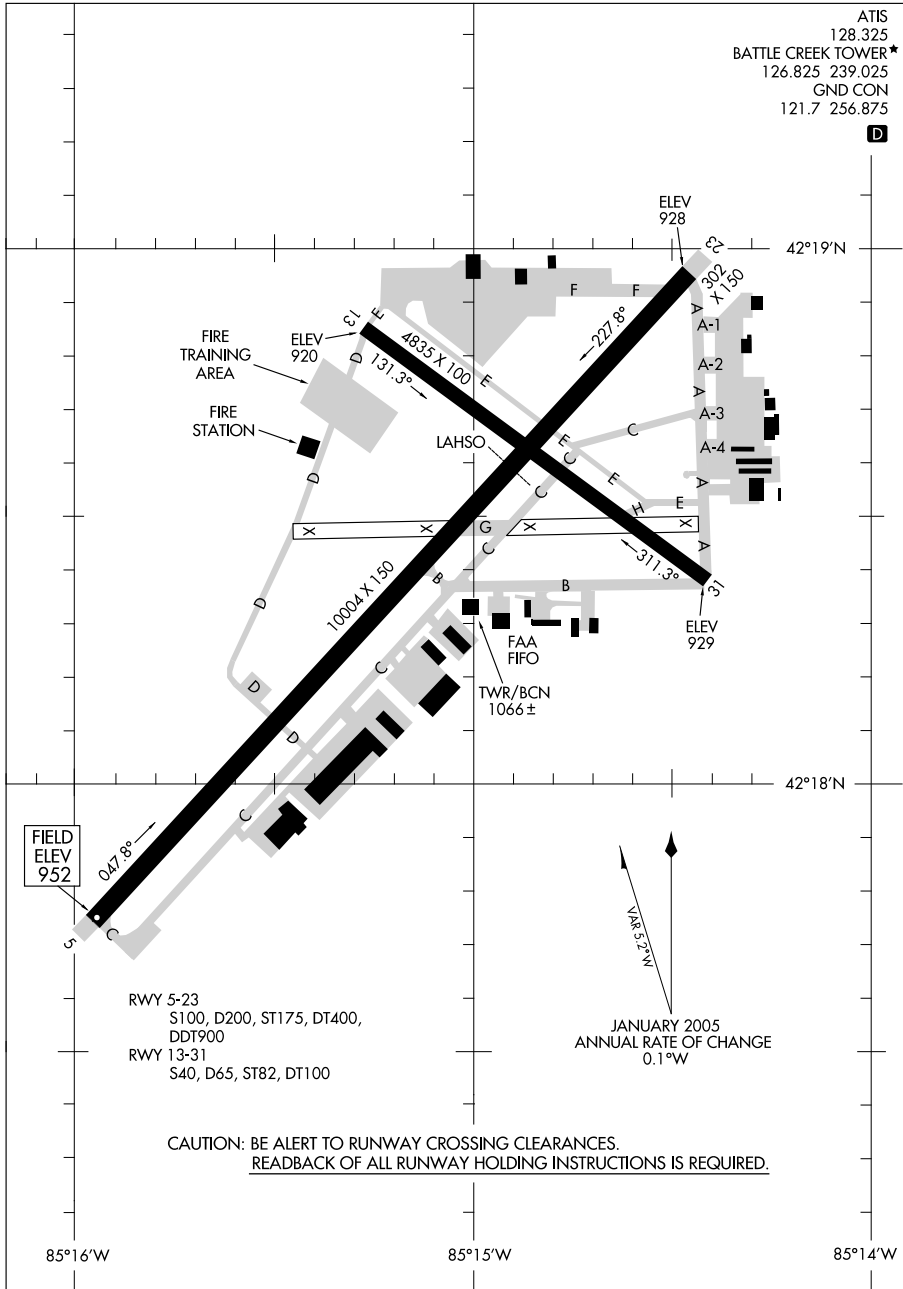 ATIS
128.325
BATTLE CREEK TOWER★
126.825 239.025
GND CON
121.7 256.875
D
ELEV
928
23
42°19'N
302
X 150
F F
A
A-1
227.8°
13
E
ELEV
920
FIRE
TRAINING
AREA
D
4835 X 100
131.3°
E
A-2
A
A-3
C
FIRE
STATION
LAHSO
E
C
A-4
D
E
A
C
H
E
X
X
G
X
X
C
A
311.3°
10004 X 150
B
B
31
D
FAA
FIFO
ELEV
929
TWR/BCN
1066 ±
C
D
D
42°18'N
C
FIELD
ELEV
952
047.8°
5
C
VAR 5.2°W
RWY 5-23
S100, D200, ST175, DT400,
DDT900
RWY 13-31
S40, D65, ST82, DT100
JANUARY 2005
ANNUAL RATE OF CHANGE
0.1°W
CAUTION: BE ALERT TO RUNWAY CROSSING CLEARANCES.
READBACK OF ALL RUNWAY HOLDING INSTRUCTIONS IS REQUIRED.
85°16'W
85°15'W
85°14'W